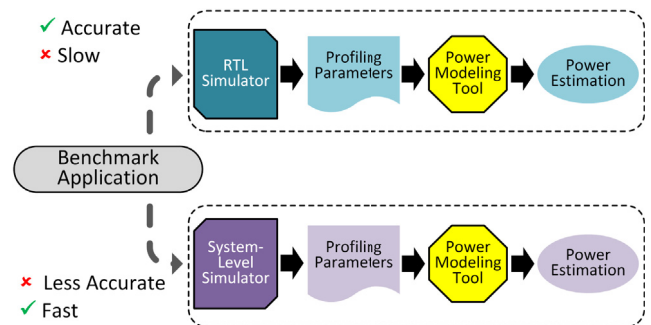 ✓ Accurate
✗ Slow
RTL
Simulator
Profiling
Parameters
Power
Modeling
Tool
Power
Estimation
Benchmark
Application
System-
Level
Simulator
Profiling
Parameters
Power
Modeling
Tool
Power
Estimation
✗ Less Accurate
✓ Fast